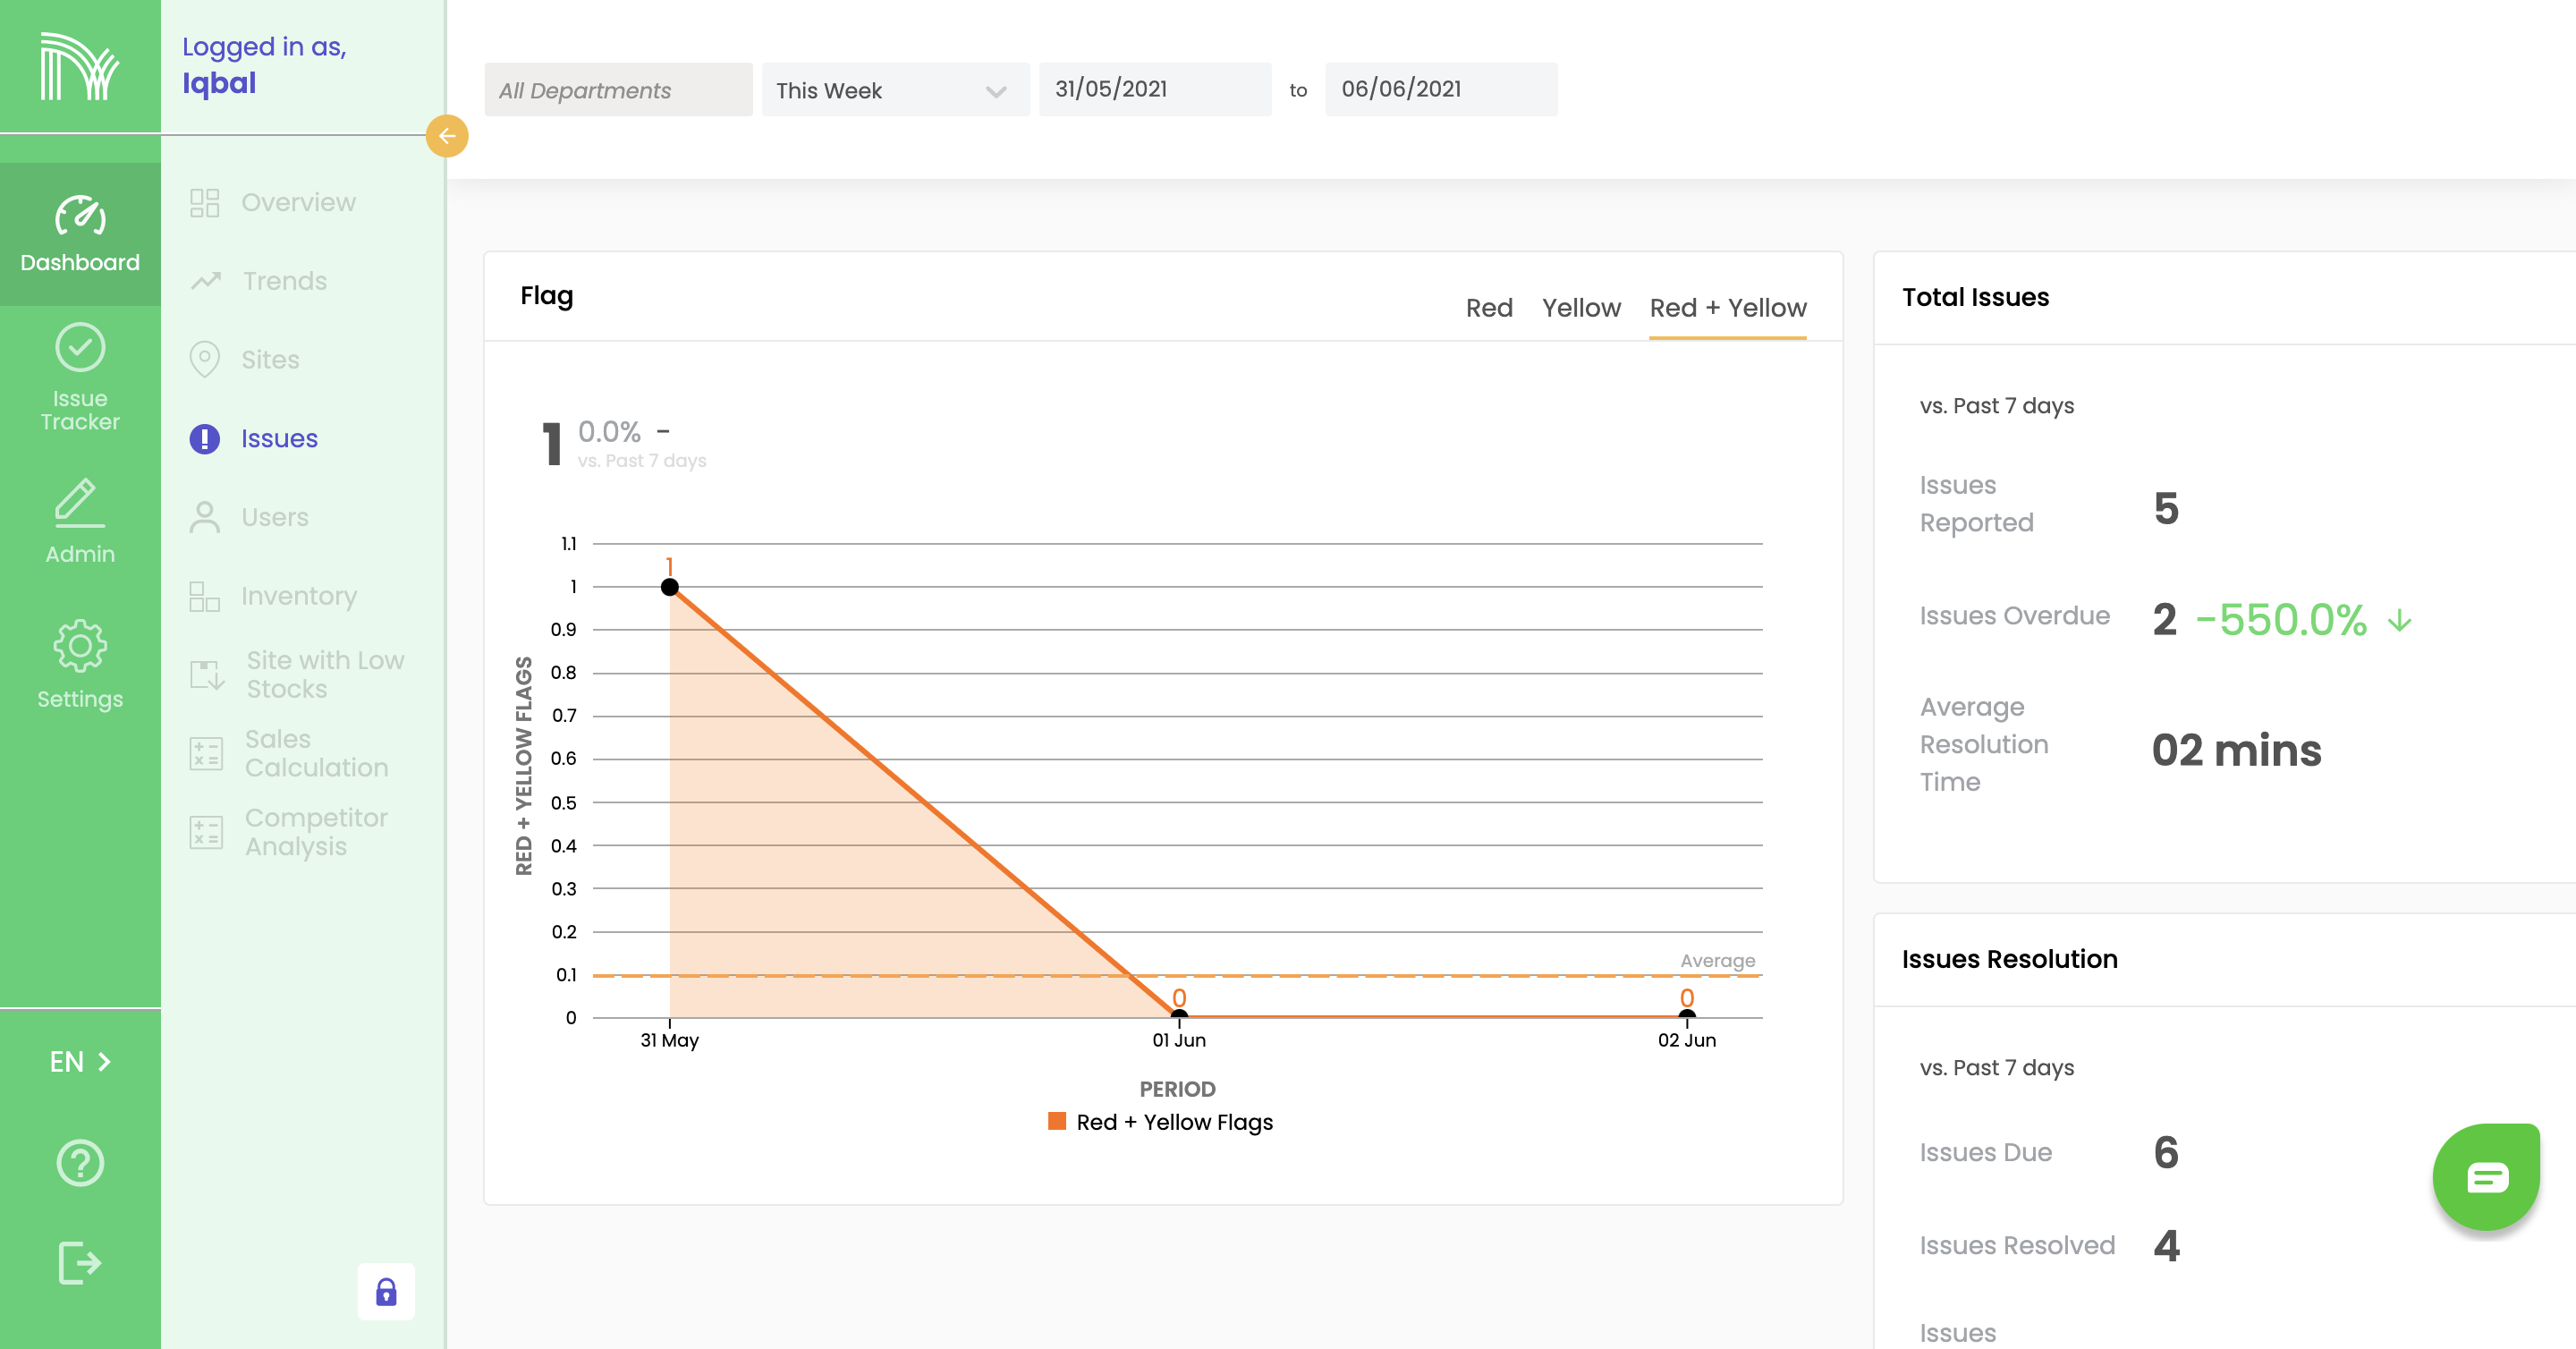 Logged in as,
Iqbal
Dashboard
Issue
Tracker
Admin
Settings
EN
Overview
Trends
Sites
Issues
Users
Inventory
Site with Low
Stocks
Sales
Calculation
Competitor
Analysis
All Departments
This Week
31/05/2021
to
06/06/2021
Flag
Red
Yellow
Red + Yellow
1
0.0% -
vs. Past 7 days
RED + YELLOW FLAGS
1.1
1
0.9
0.8
0.7
0.6
0.5
0.4
0.3
0.2
0.1
0
1
0
0
Average
31 May
01 Jun
02 Jun
PERIOD
Red + Yellow Flags
Total Issues
vs. Past 7 days
Issues
Reported
5
Issues Overdue
2 -550.0%
Average
Resolution
Time
02 mins
Issues Resolution
vs. Past 7 days
Issues Due
6
Issues Resolved
4
Issues